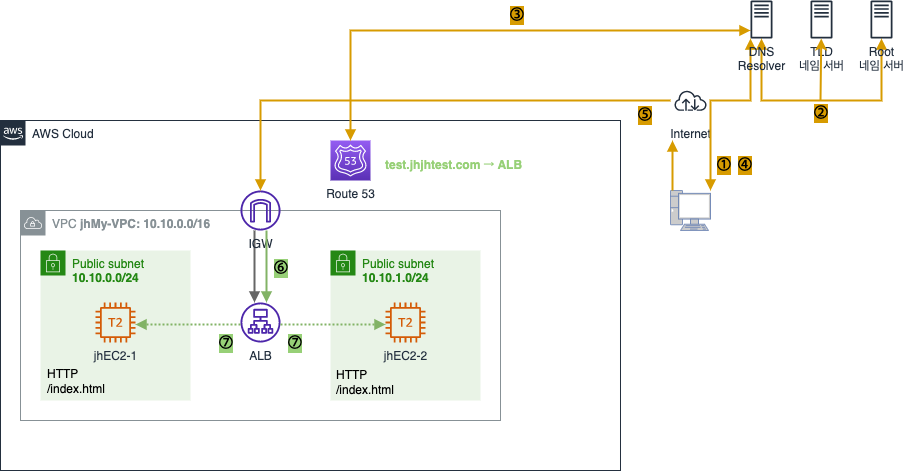 ③
DNS
Resolver
TLD
네임 서버
Root
네임 서버
⑤
②
Internet
aws
AWS Cloud
53
test.jhjhtest.com → ALB
① ④
Route 53
VPC jhMy-VPC: 10.10.0.0/16
IGW
Public subnet
10.10.0.0/24
⑥
Public subnet
10.10.1.0/24
T2
T2
⑦
⑦
jhEC2-1
ALB
jhEC2-2
HTTP
/index.html
HTTP
/index.html